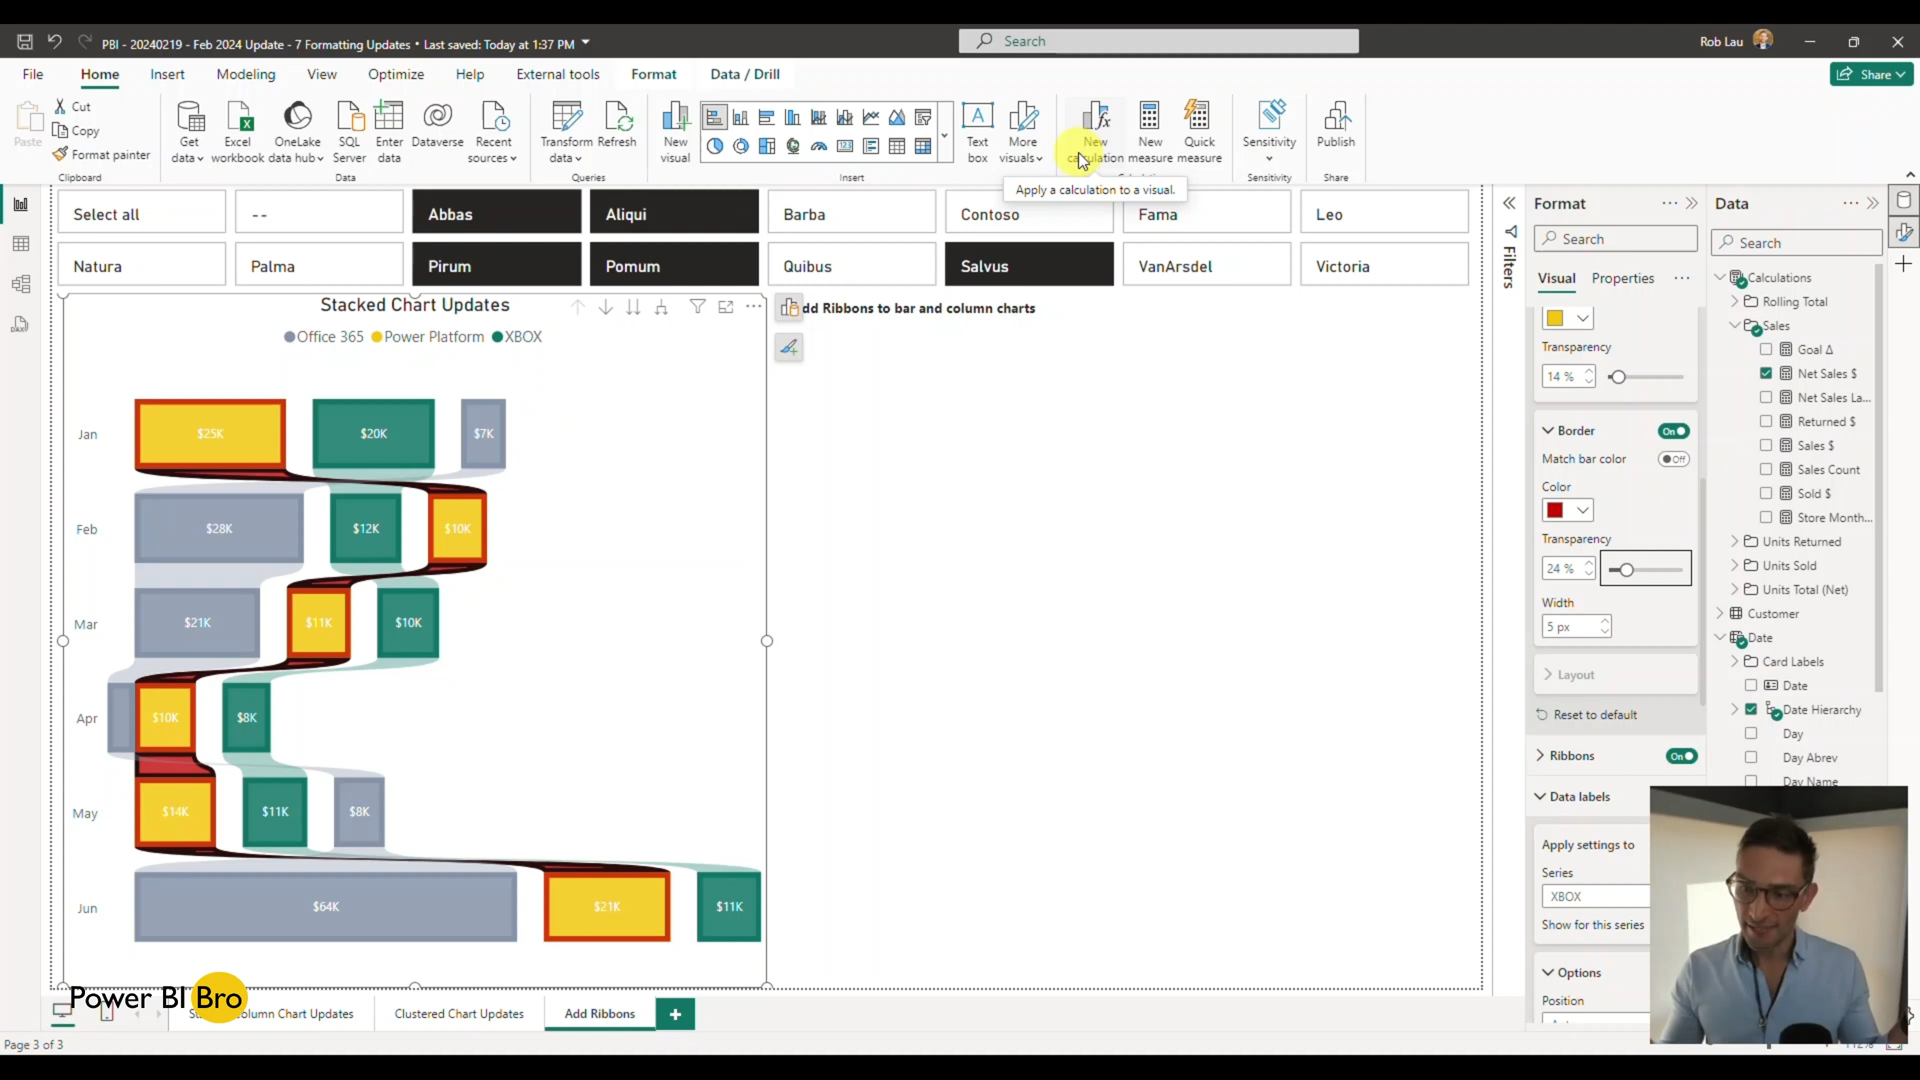 PBI - 20240219 - Feb 2024 Update - 7 Formatting Updates • Last saved: Today at 1:37 PM
Search
Rob Lau
File
Home
Insert
Modeling
View
Optimize
Help
External tools
Format
Data / Drill
Share
Paste
Cut
Copy
Format painter
Clipboard
Get data
Excel workbook
OneLake data hub
SQL Server
Enter data
Dataverse
Recent sources
Data
Transform data
Refresh
Queries
New visual
Insert
Text box
More visuals
New calculation
New measure
Quick measure
Sensitivity
Sensitivity
Publish
Share
Apply a calculation to a visual.
Select all
--
Abbas
Aliqui
Barba
Contoso
Fama
Leo
Natura
Palma
Pirum
Pomum
Quibus
Salvus
VanArsdel
Victoria
Stacked Chart Updates
dd Ribbons to bar and column charts
Office 365
Power Platform
XBOX
Jan
$25K
$20K
$7K
Feb
$28K
$12K
$10K
Mar
$21K
$11K
$10K
Apr
$10K
$8K
May
$14K
$11K
$8K
Jun
$64K
$21K
$11K
Filters
Format
Search
Visual
Properties
Transparency
14 %
Border
On
Match bar color
Off
Color
Transparency
24 %
Width
5 px
Layout
Reset to default
Ribbons
On
Data labels
Apply settings to
Series
XBOX
Show for this series
Options
Position
Data
Search
Calculations
Rolling Total
Sales
Goal Δ
Net Sales $
Net Sales La...
Returned $
Sales $
Sales Count
Sold $
Store Month...
Units Returned
Units Sold
Units Total (Net)
Customer
Date
Card Labels
Date
Date Hierarchy
Day
Day Abrev
Day Name
Power BI Bro
olumn Chart Updates
Clustered Chart Updates
Add Ribbons
Page 3 of 3